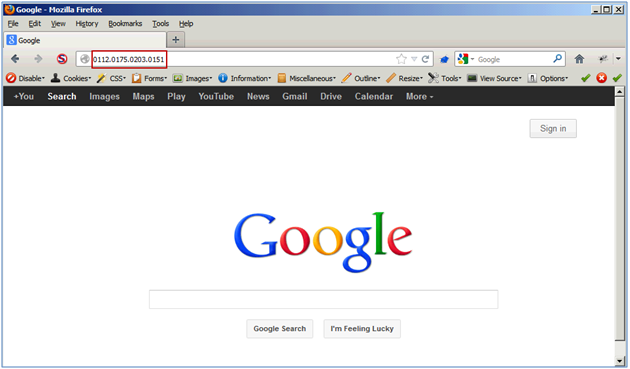 Google - Mozilla Firefox
File Edit View History Bookmarks Tools Help
Google +
0112.0175.0203.0151 Google
Disable Cookies CSS Forms Images Information Miscellaneous Outline Resize Tools View Source Options
+You Search Images Maps Play YouTube News Gmail Drive Calendar More
Sign in
Google
Google Search I'm Feeling Lucky